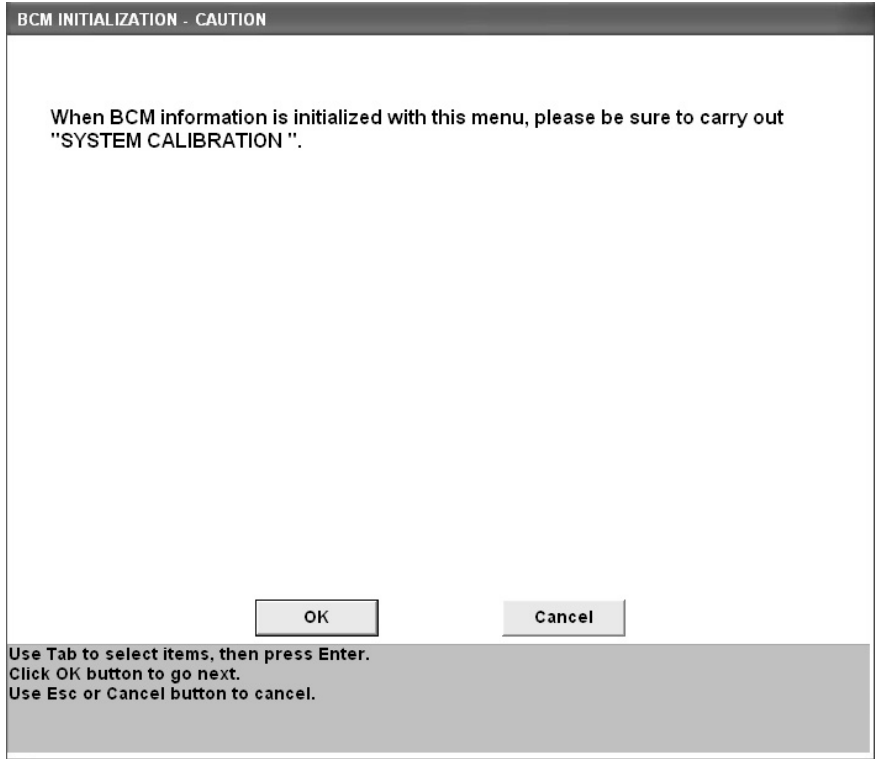 BCM INITIALIZATION - CAUTION
When BCM information is initialized with this menu, please be sure to carry out
"SYSTEM CALIBRATION ".
OK
Cancel
Use Tab to select items, then press Enter.
Click OK button to go next.
Use Esc or Cancel button to cancel.